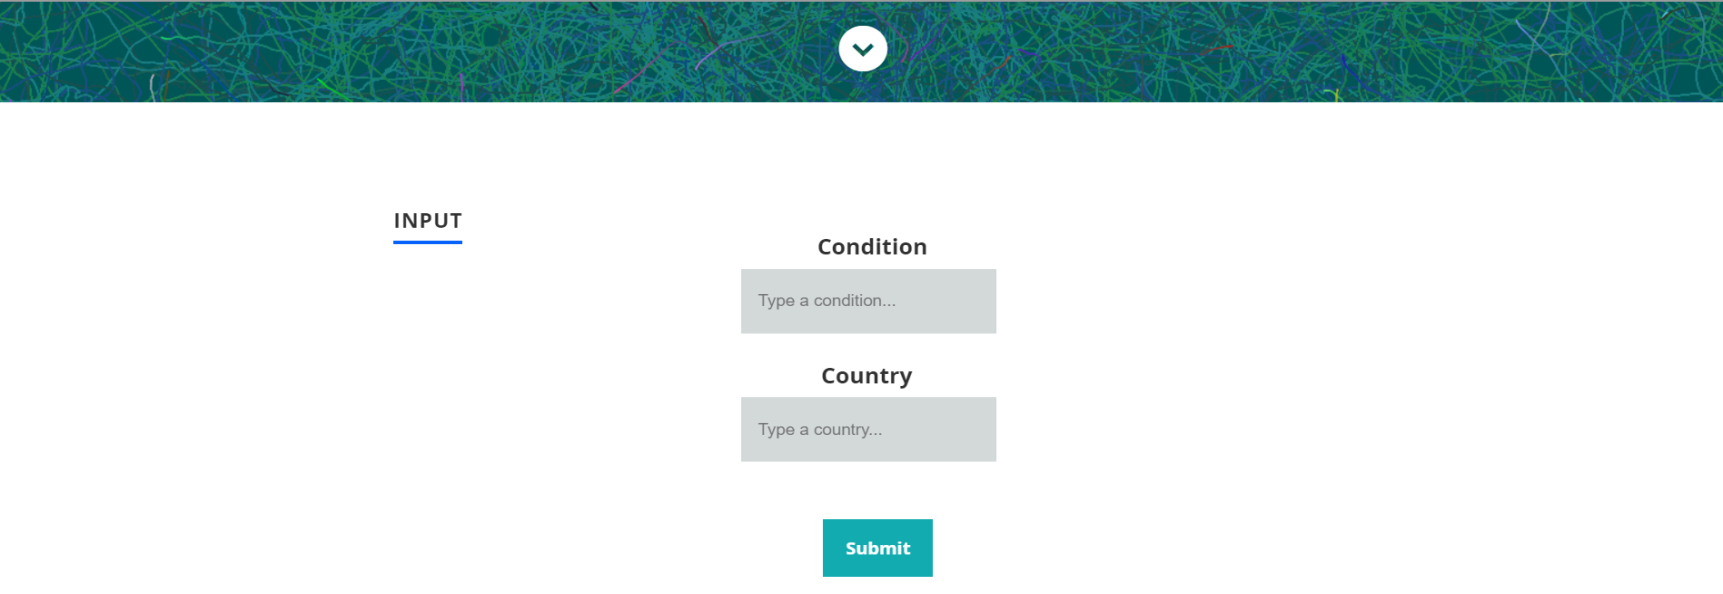 INPUT
Condition
Type a condition...
Country
Type a country...
Submit